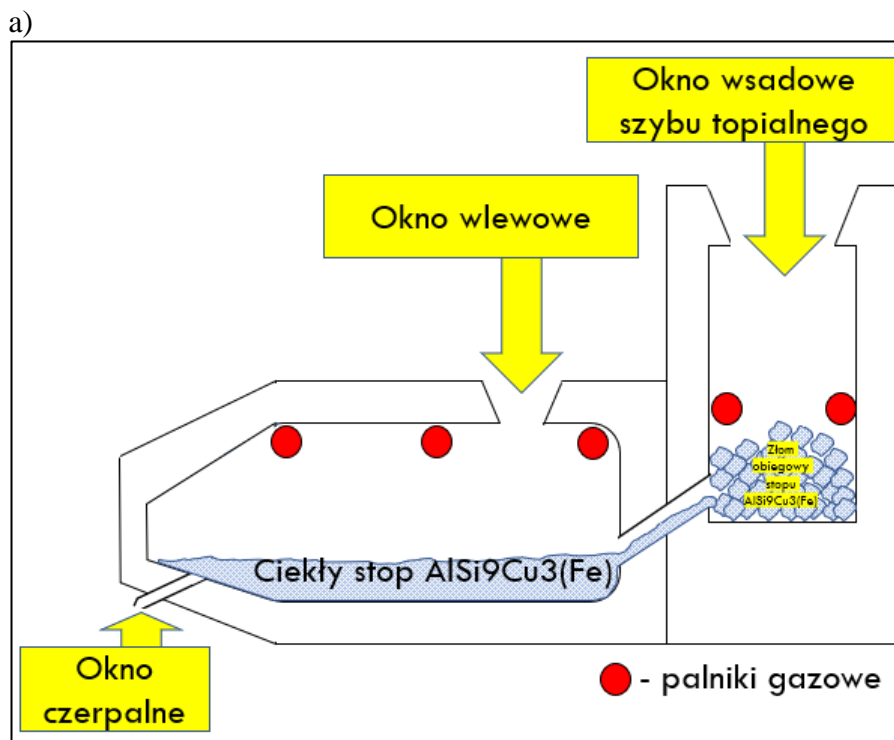 a)
Okno wsadowe
szybu topialnego
Okno wlewowe
Złom
obiegowy
stopu
AlSi9Cu3(Fe)
Ciekły stop AlSi9Cu3(Fe)
Okno
czerpalne
- palniki gazowe